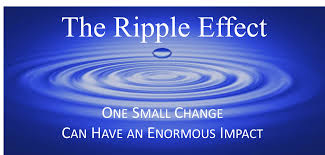 The Ripple Effect
ONE SMALL CHANGE
CAN HAVE AN ENORMOUS IMPACT